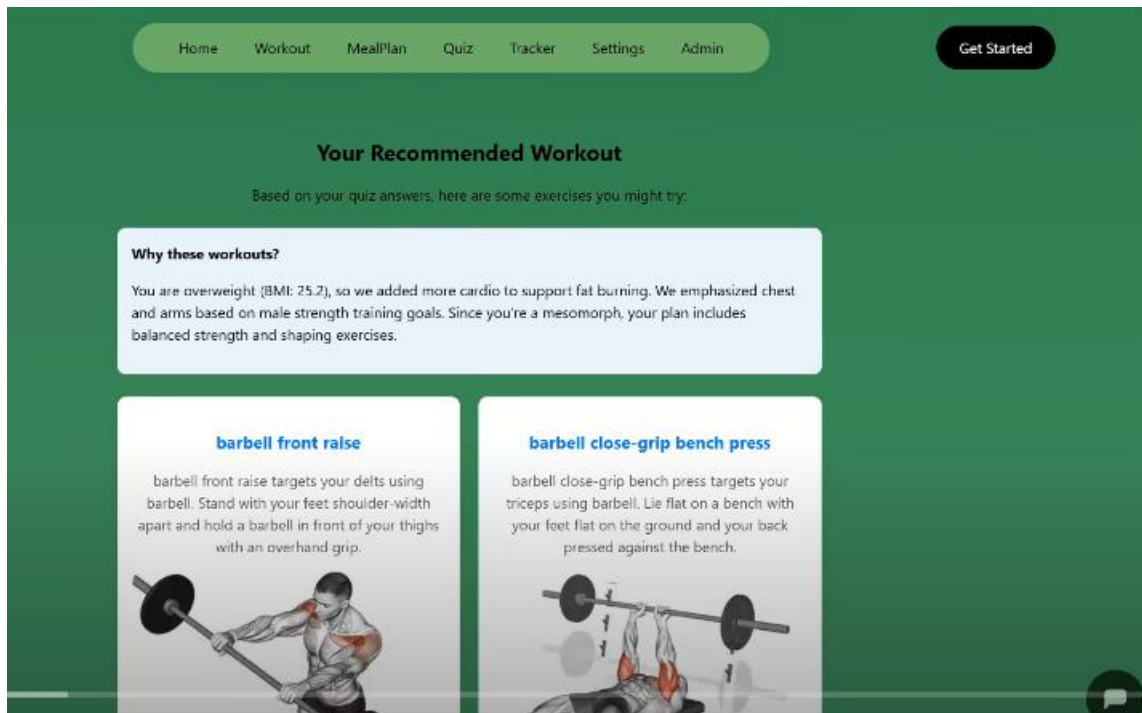 Home Workout MealPlan Quiz Tracker Settings Admin Get Started
Your Recommended Workout
Based on your quiz answers, here are some exercises you might try:
Why these workouts?
You are overweight (BMI: 25.2), so we added more cardio to support fat burning. We emphasized chest
and arms based on male strength training goals. Since you're a mesomorph, your plan includes
balanced strength and shaping exercises.
barbell front raise
barbell front raise targets your delts using
barbell. Stand with your feet shoulder-width
apart and hold a barbell in front of your thighs
with an overhand grip.
barbell close-grip bench press
barbell close-grip bench press targets your
triceps using barbell. Lie flat on a bench with
your feet flat on the ground and your back
pressed against the bench.